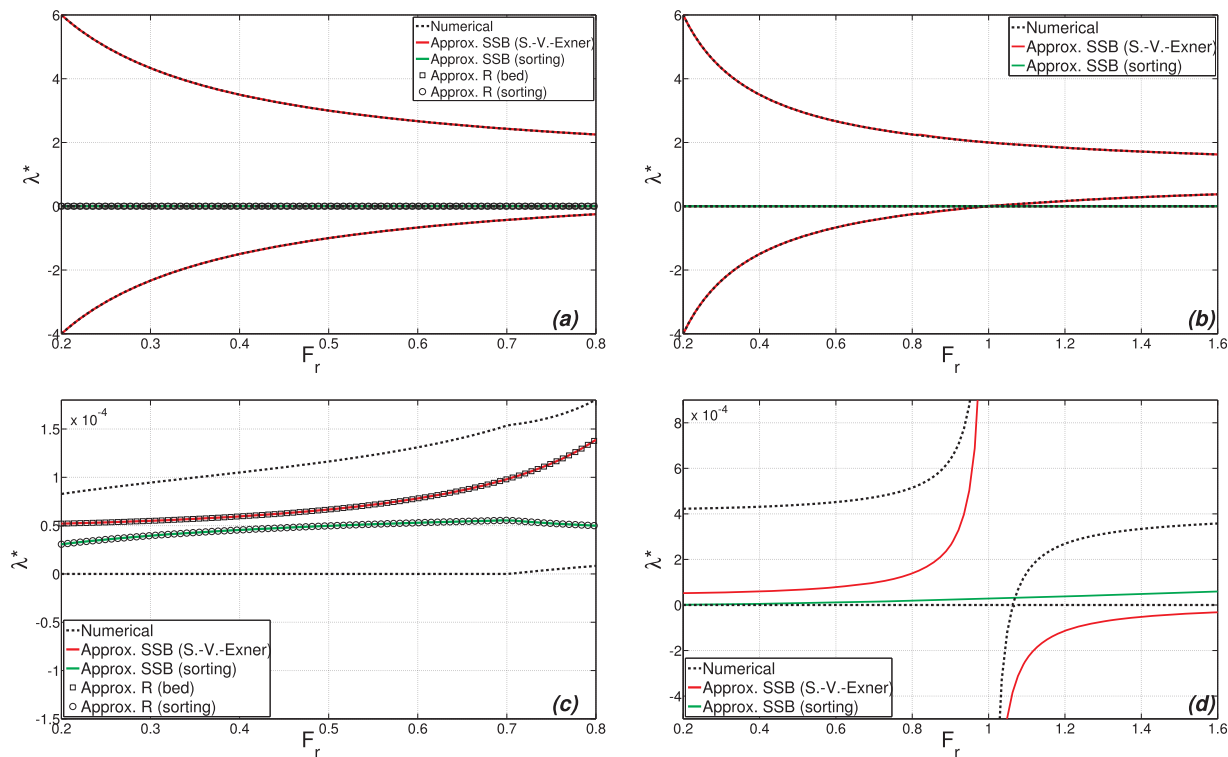 6
4
2
0
-2
-4
λ*
Numerical
Approx. SSB (S.-V.-Exner)
Approx. SSB (sorting)
Approx. R (bed)
Approx. R (sorting)
(a)
0.2 0.3 0.4 0.5 0.6 0.7 0.8
F_r
6
4
2
0
-2
-4
λ*
Numerical
Approx. SSB (S.-V.-Exner)
Approx. SSB (sorting)
(b)
0.2 0.4 0.6 0.8 1 1.2 1.4 1.6
F_r
x 10^-4
1.5
1
0.5
0
-0.5
-1
-1.5
λ*
Numerical
Approx. SSB (S.-V.-Exner)
Approx. SSB (sorting)
Approx. R (bed)
Approx. R (sorting)
(c)
0.2 0.3 0.4 0.5 0.6 0.7 0.8
F_r
x 10^-4
8
6
4
2
0
-2
-4
λ*
Numerical
Approx. SSB (S.-V.-Exner)
Approx. SSB (sorting)
(d)
0.2 0.4 0.6 0.8 1 1.2 1.4 1.6
F_r